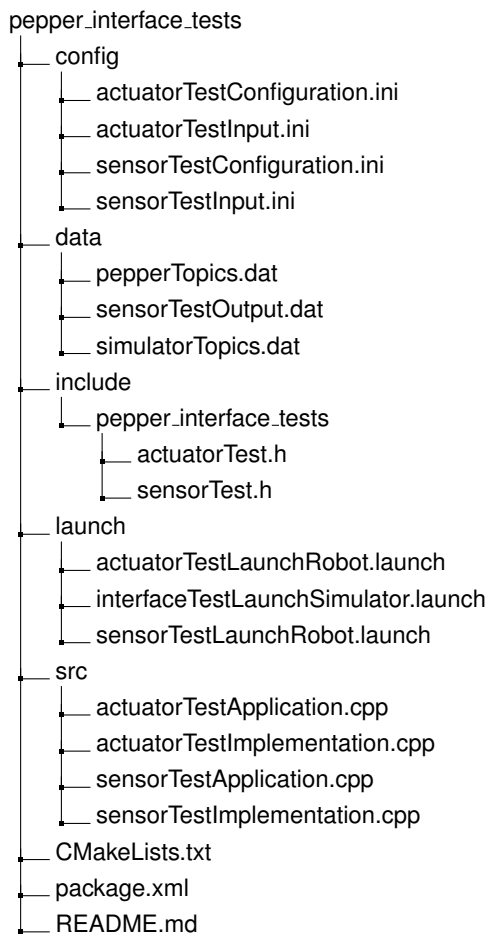 pepper_interface_tests
config
actuatorTestConfiguration.ini
actuatorTestInput.ini
sensorTestConfiguration.ini
sensorTestInput.ini
data
pepperTopics.dat
sensorTestOutput.dat
simulatorTopics.dat
include
pepper_interface_tests
actuatorTest.h
sensorTest.h
launch
actuatorTestLaunchRobot.launch
interfaceTestLaunchSimulator.launch
sensorTestLaunchRobot.launch
src
actuatorTestApplication.cpp
actuatorTestImplementation.cpp
sensorTestApplication.cpp
sensorTestImplementation.cpp
CMakeLists.txt
package.xml
README.md